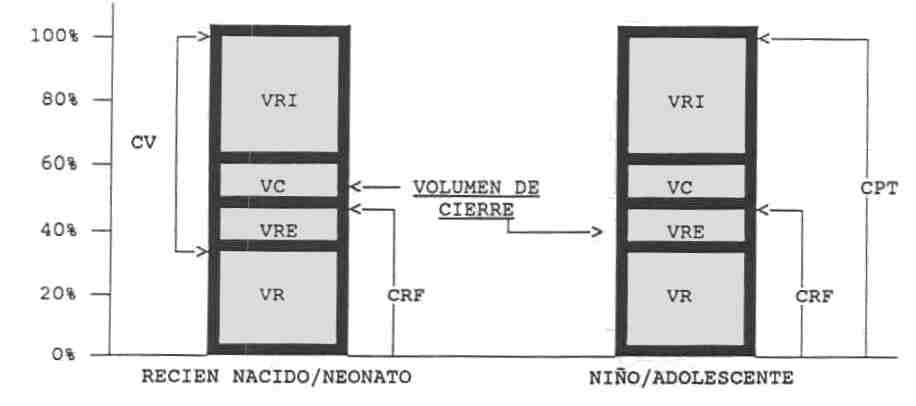 100%
80%
60%
40%
20%
0%
CV
VRI
VC
VRE
VR
CRF
VOLUMEN DE
CIERRE
VRI
VC
VRE
VR
CRF
CPT
RECIEN NACIDO/NEONATO
NIÑO/ADOLESCENTE